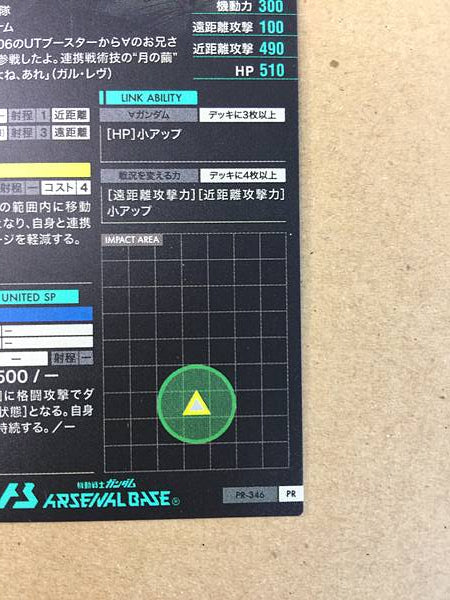 隊
ーム
機動力 300
遠距離攻撃 100
近距離攻撃 490
HP 510
06のUTブースターから∀のお兄さ
参戦したよ。連携戦術技の“月の繭”
よね、あれ」(ガル・レヴ)
射程 1 近距離
射程 3 遠距離
射程 ー コスト 4
の範囲内に移動
となり、自身と連携
ージを軽減する。
UNITED SP
ー
ー
ー 射程 ー
500 / ー
に格闘攻撃でダ
状態]となる。自身
持続する。/ー
LINK ABILITY
∀ガンダム デッキに3枚以上
[HP]小アップ
戦況を変える力 デッキに4枚以上
[遠距離攻撃力][近距離攻撃力]
小アップ
IMPACT AREA
機動戦士ガンダム
ARSENAL BASE
PR-346 PR